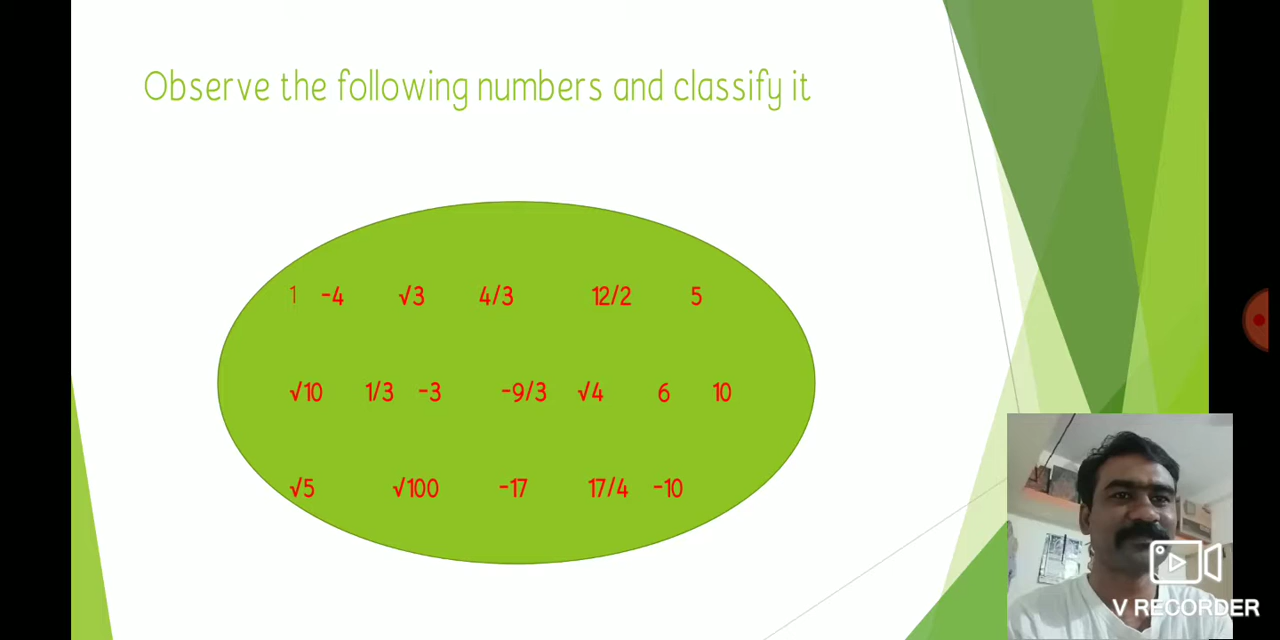 Observe the following numbers and classify it
1 -4 √3 4/3 12/2 5
√10 1/3 -3 -9/3 √4 6 10
√5 √100 -17 17/4 -10
V RECORDER